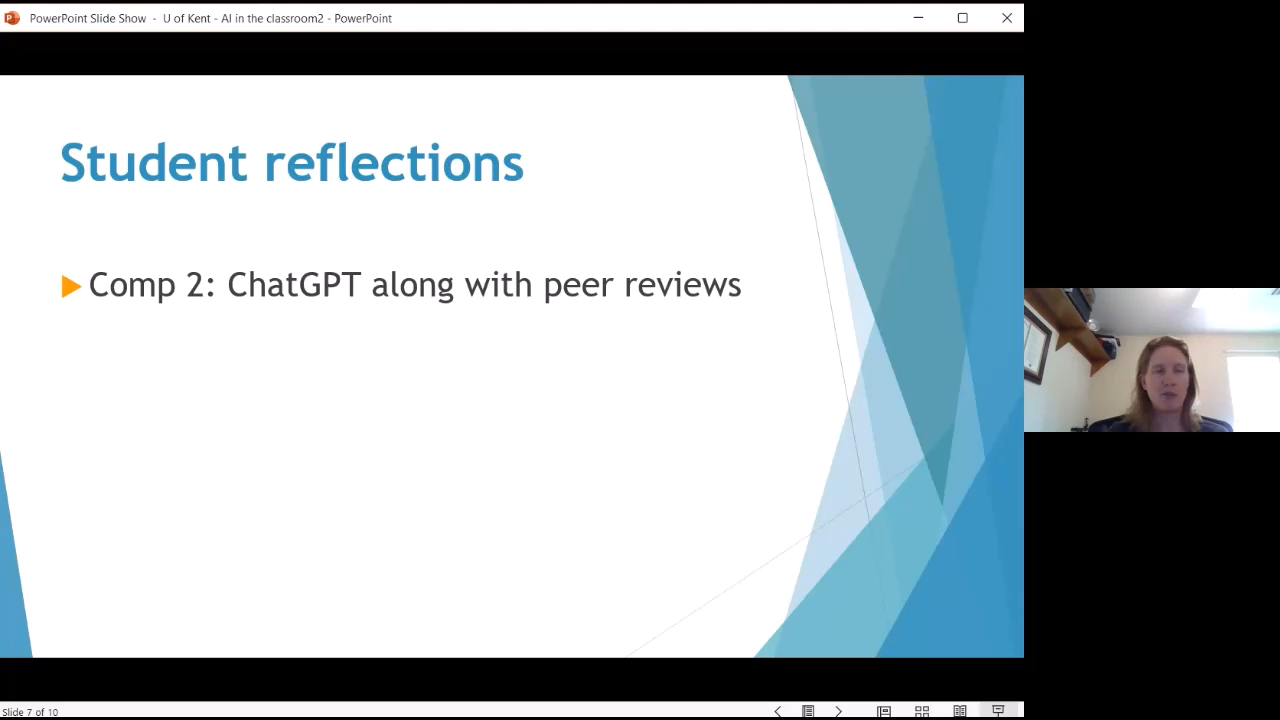 PowerPoint Slide Show - U of Kent - AI in the classroom2 - PowerPoint
Student reflections
Comp 2: ChatGPT along with peer reviews
Slide 7 of 10